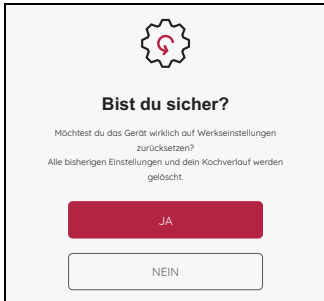 Bist du sicher?
Möchtest du das Gerät wirklich auf Werkseinstellungen
zurücksetzen?
Alle bisherigen Einstellungen und dein Kochverlauf werden
gelöscht.
JA
NEIN